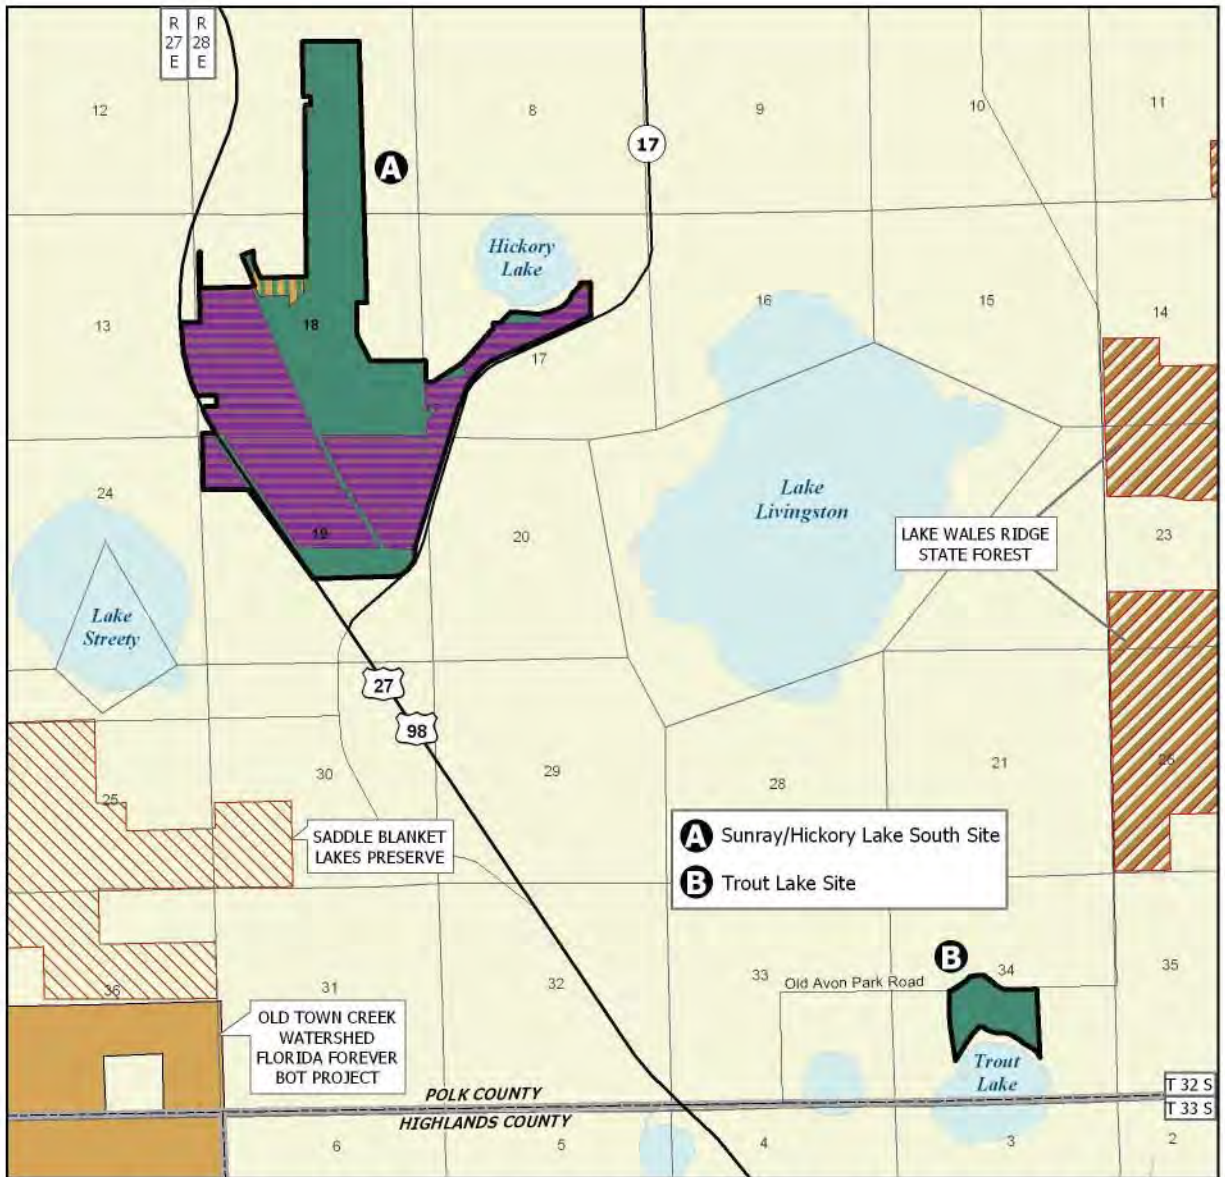 R
27
E
R
28
E
12
8
9
10
11
17
A
Hickory
Lake
13
18
17
16
15
14
24
19
20
Lake
Livingston
LAKE WALES RIDGE
STATE FOREST
23
Lake
Streety
27
98
25
30
29
28
21
26
SADDLE BLANKET
LAKES PRESERVE
A Sunray/Hickory Lake South Site
B Trout Lake Site
36
31
32
33
Old Avon Park Road
B
34
35
OLD TOWN CREEK
WATERSHED
FLORIDA FOREVER
BOT PROJECT
Trout
Lake
POLK COUNTY
HIGHLANDS COUNTY
T 32 S
T 33 S
6
5
4
3
2